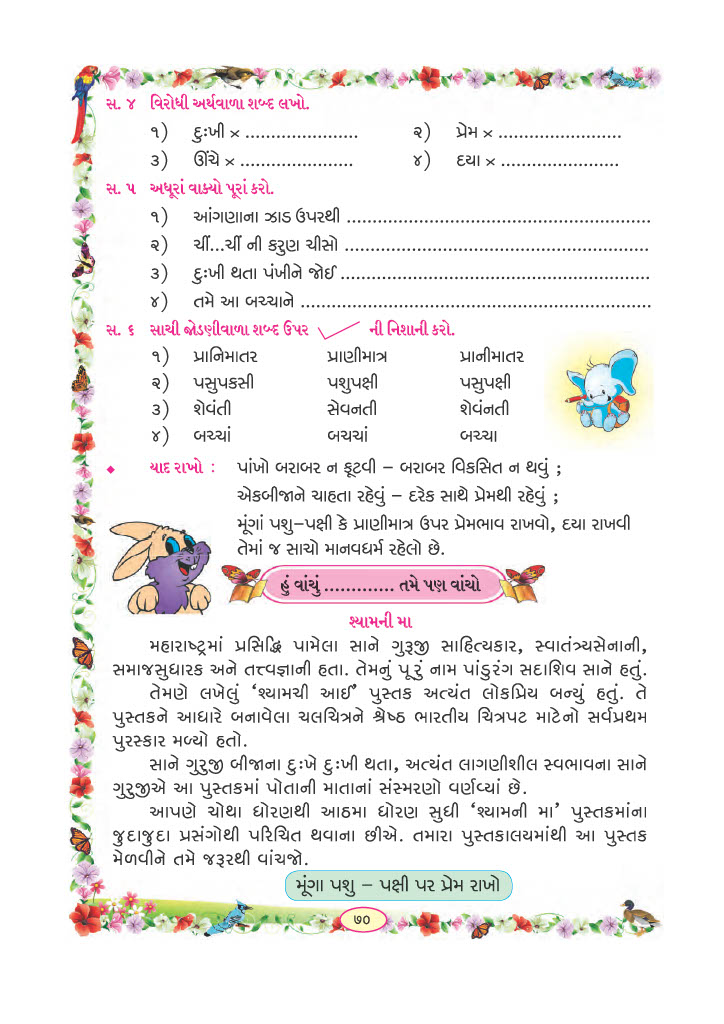 સ. ૪ વિરોધી અર્થવાળા શબ્દ લખો.
૧) દુઃખી × ...................... ૨) પ્રેમ × ........................
૩) ઊંચે × ...................... ૪) દયા × .......................
સ. ૫ અધૂરાં વાક્યો પૂરાં કરો.
૧) આંગણાના ઝાડ ઉપરથી ..............................................................
૨) ચીં...ચીં ની કરુણ ચીસો ..............................................................
૩) દુઃખી થતા પંખીને જોઈ ..............................................................
૪) તમે આ બચ્ચાને .......................................................................
સ. ૬ સાચી જોડણીવાળા શબ્દ ઉપર ✓ ની નિશાની કરો.
૧) પ્રાનિમાતર પ્રાણીમાત્ર પ્રાનીમાતર
૨) પસુપકસી પશુપક્ષી પસુપક્ષી
૩) શેવંતી સેવનતી શેવંનતી
૪) બચ્ચાં બચચાં બચ્ચા
◆ યાદ રાખો : પાંખો બરાબર ન ફૂટવી – બરાબર વિકસિત ન થવું ;
એકબીજાને ચાહતા રહેવું – દરેક સાથે પ્રેમથી રહેવું ;
મૂંગાં પશુ–પક્ષી કે પ્રાણીમાત્ર ઉપર પ્રેમભાવ રાખવો, દયા રાખવી
તેમાં જ સાચો માનવધર્મ રહેલો છે.
હું વાંચું ............. તમે પણ વાંચો
શ્યામની મા
મહારાષ્ટ્રમાં પ્રસિદ્ધિ પામેલા સાને ગુરૂજી સાહિત્યકાર, સ્વાતંત્ર્યસેનાની,
સમાજસુધારક અને તત્ત્વજ્ઞાની હતા. તેમનું પૂરું નામ પાંડુરંગ સદાશિવ સાને હતું.
તેમણે લખેલું ‘શ્યામચી આઈ’ પુસ્તક અત્યંત લોકપ્રિય બન્યું હતું. તે
પુસ્તકને આધારે બનાવેલા ચલચિત્રને શ્રેષ્ઠ ભારતીય ચિત્રપટ માટેનો સર્વપ્રથમ
પુરસ્કાર મળ્યો હતો.
સાને ગુરુજી બીજાના દુઃખે દુઃખી થતા, અત્યંત લાગણીશીલ સ્વભાવના સાને
ગુરુજીએ આ પુસ્તકમાં પોતાની માતાનાં સંસ્મરણો વર્ણવ્યાં છે.
આપણે ચોથા ધોરણથી આઠમા ધોરણ સુધી ‘શ્યામની મા’ પુસ્તકમાંના
જુદાજુદા પ્રસંગોથી પરિચિત થવાના છીએ. તમારા પુસ્તકાલયમાંથી આ પુસ્તક
મેળવીને તમે જરૂરથી વાંચજો.
મૂંગા પશુ – પક્ષી પર પ્રેમ રાખો
૭૦